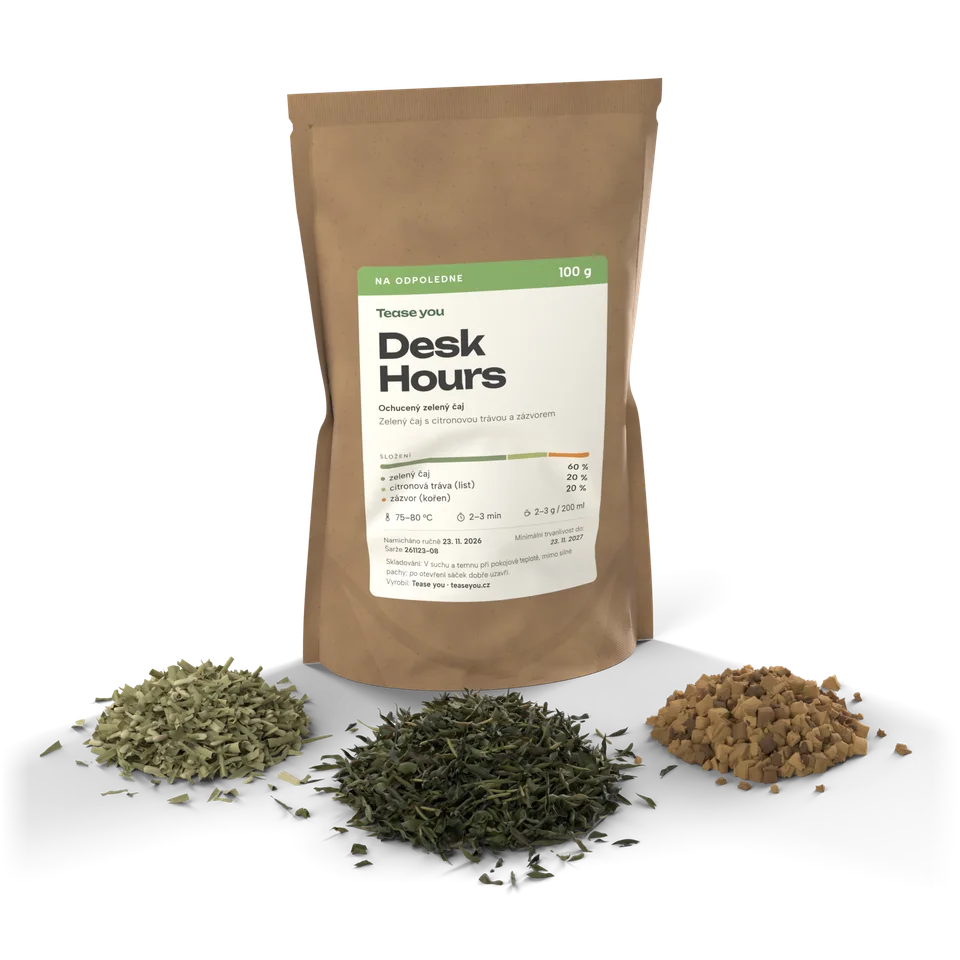 NA ODPOLEDNE 100 g
Tease you
Desk
Hours
Ochucený zelený čaj
Zelený čaj s citronovou trávou a zázvorem
SLOŽENÍ
zelený čaj 60 %
citronová tráva (list) 20 %
zázvor (kořen) 20 %
75–80 °C 2–3 min 2–3 g / 200 ml
Namícháno ručně 23. 11. 2026 Minimální trvanlivost do:
Šarže 261123-08 23. 11. 2027
Skladování: V suchu a temnu při pokojové teplotě, mimo silné
pachy; po otevření sáček dobře uzavři.
Vyrobil: Tease you · teaseyou.cz